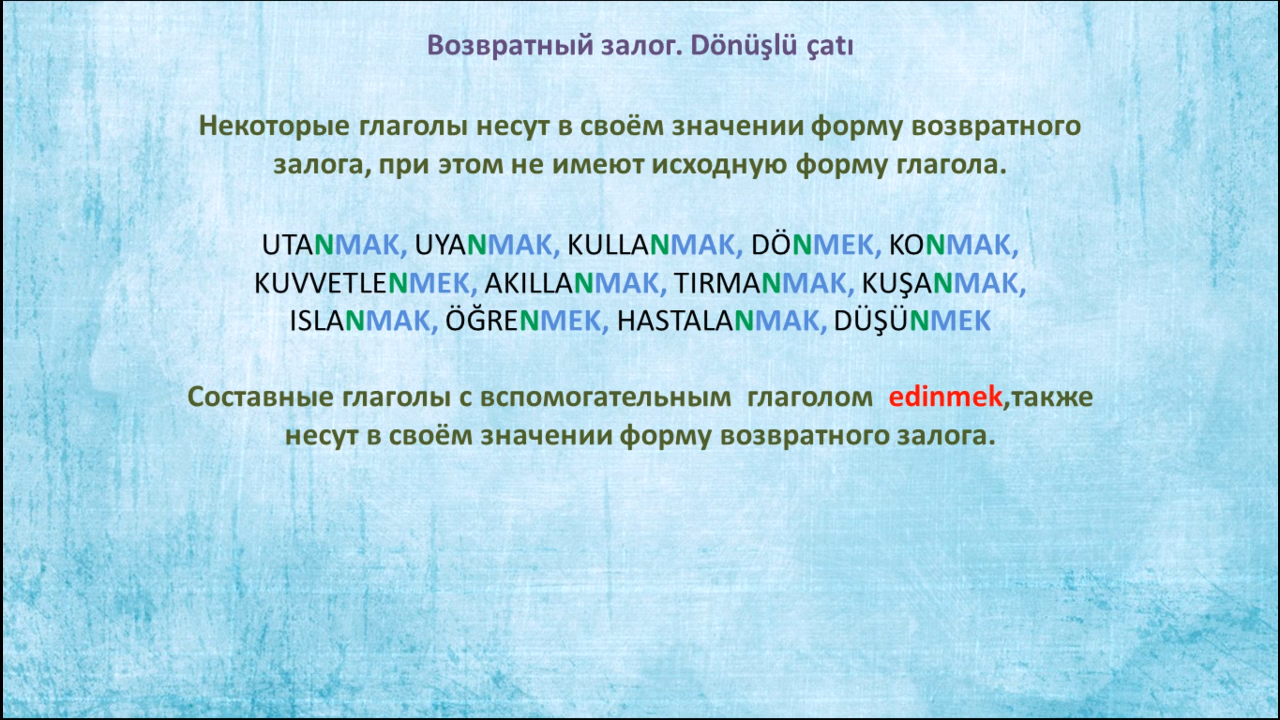 Возвратный залог. Dönüşlü çatı
Некоторые глаголы несут в своём значении форму возвратного
залога, при этом не имеют исходную форму глагола.
UTANMAK, UYANMAK, KULLANMAK, DÖNMEK, KONMAK,
KUVVETLENMEK, AKILLANMAK, TIRMANMAK, KUŞANMAK,
ISLANMAK, ÖĞRENMEK, HASTALANMAK, DÜŞÜNMEK
Составные глаголы с вспомогательным глаголом edinmek,также
несут в своём значении форму возвратного залога.